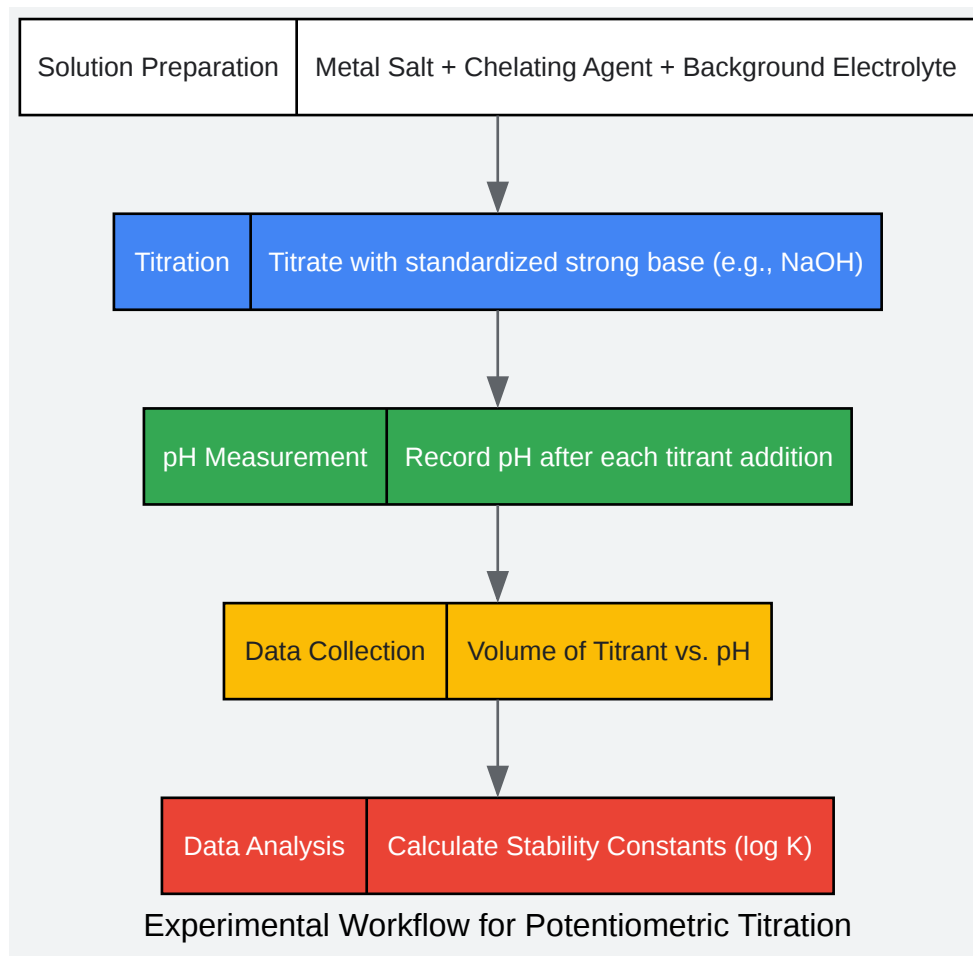 Solution Preparation
Metal Salt + Chelating Agent + Background Electrolyte
Titration
Titrate with standardized strong base (e.g., NaOH)
pH Measurement
Record pH after each titrant addition
Data Collection
Volume of Titrant vs. pH
Data Analysis
Calculate Stability Constants (log K)
Experimental Workflow for Potentiometric Titration